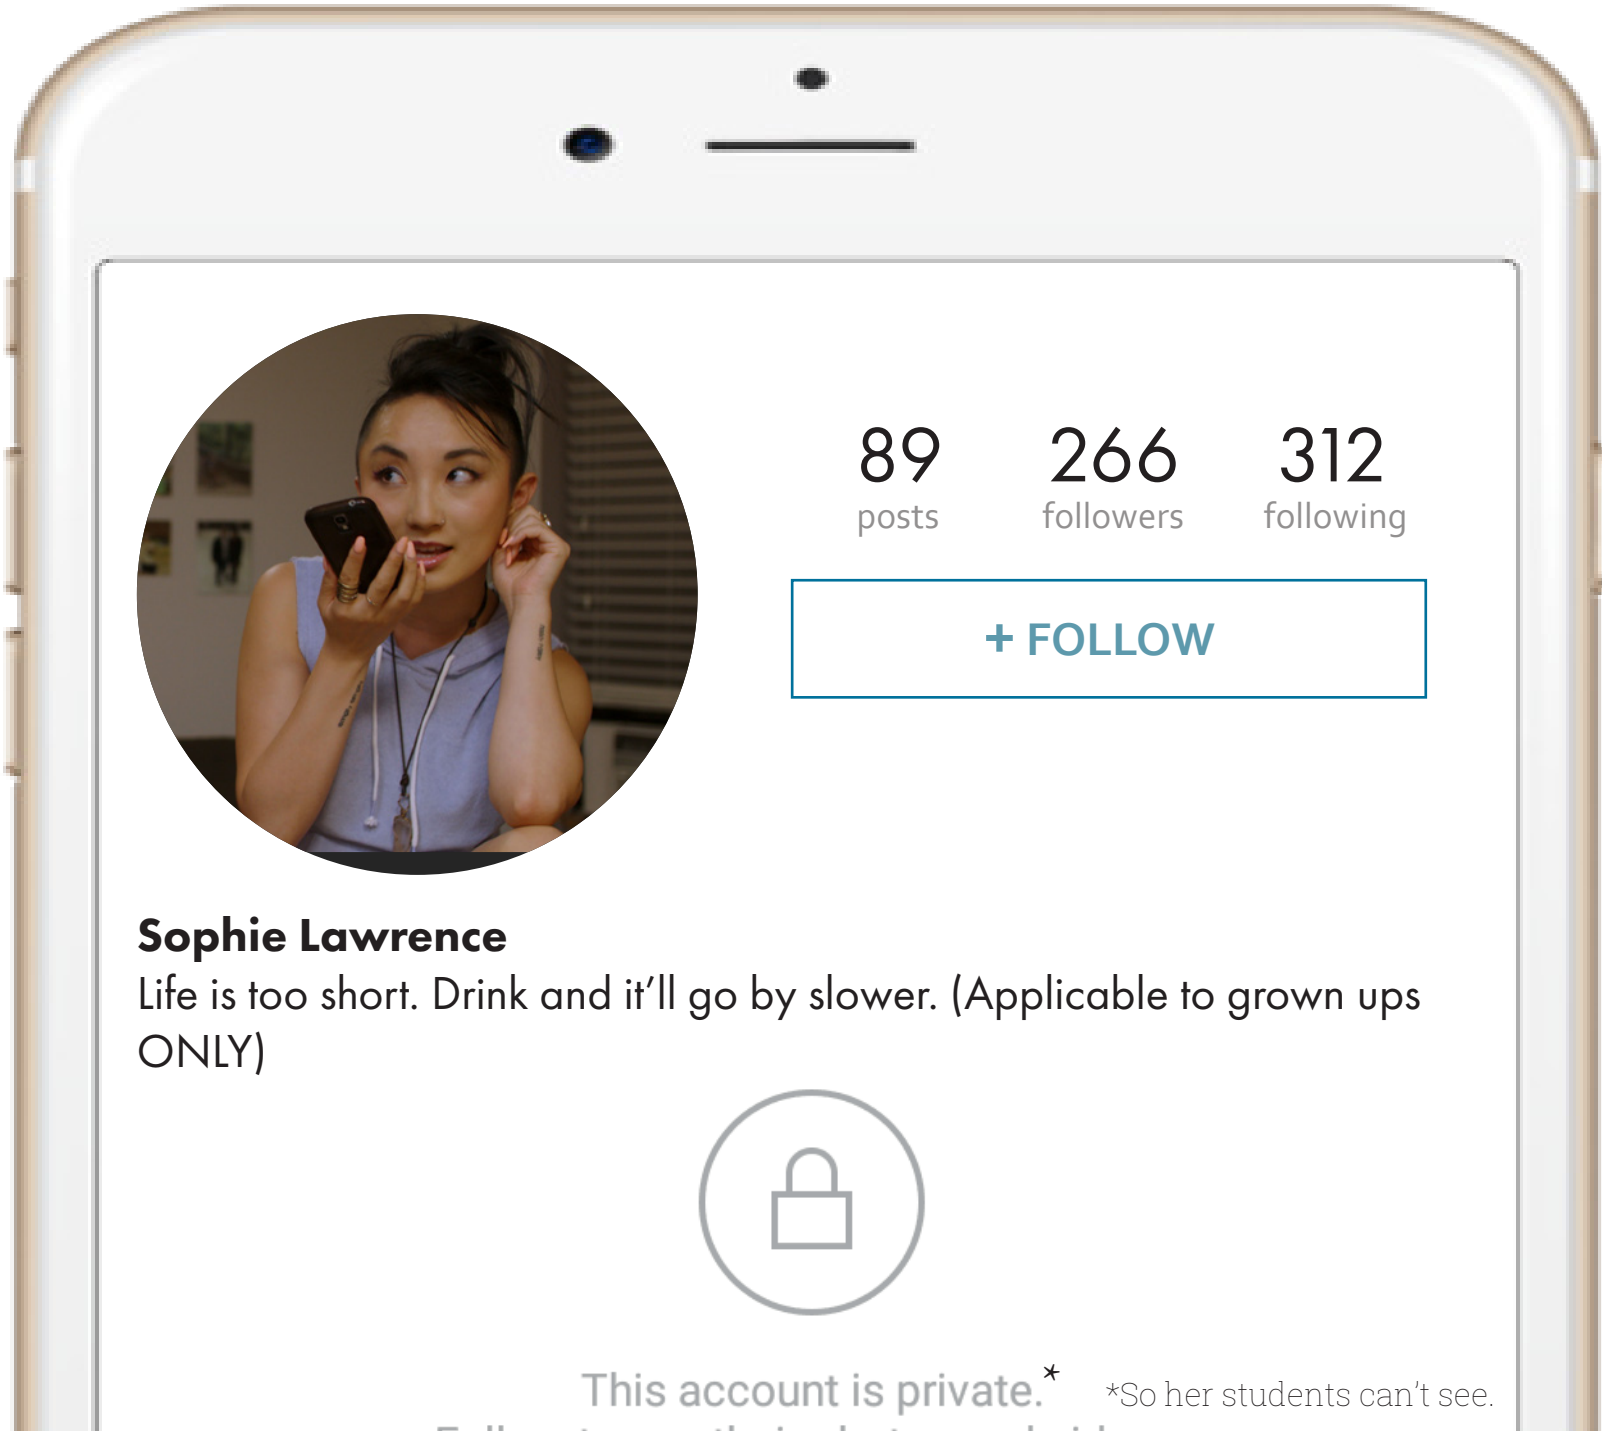 89 266 312
posts followers following
+ FOLLOW
Sophie Lawrence
Life is too short. Drink and it'll go by slower. (Applicable to grown ups
ONLY)
This account is private.* *So her students can't see.